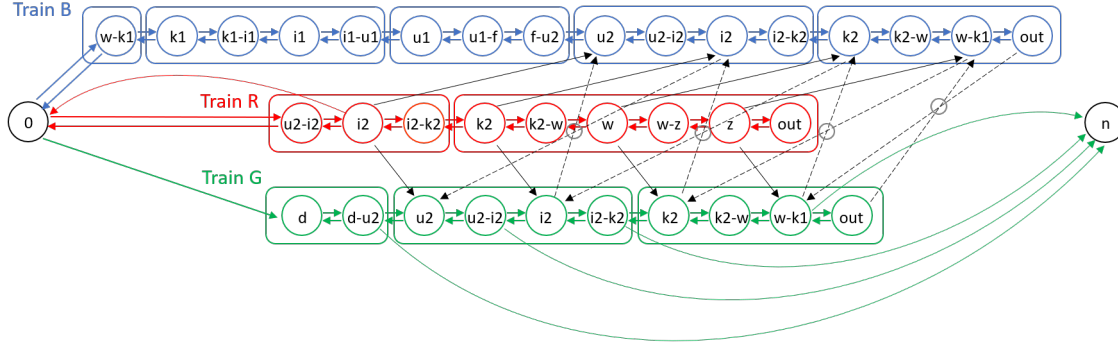 Train B
w-k1 k1 k1-i1 i1 i1-u1 u1 u1-f f-u2 u2 u2-i2 i2 i2-k2 k2 k2-w w-k1 out
Train R
0 u2-i2 i2 i2-k2 k2 k2-w w w-z z out n
Train G
d d-u2 u2 u2-i2 i2 i2-k2 k2 k2-w w-k1 out